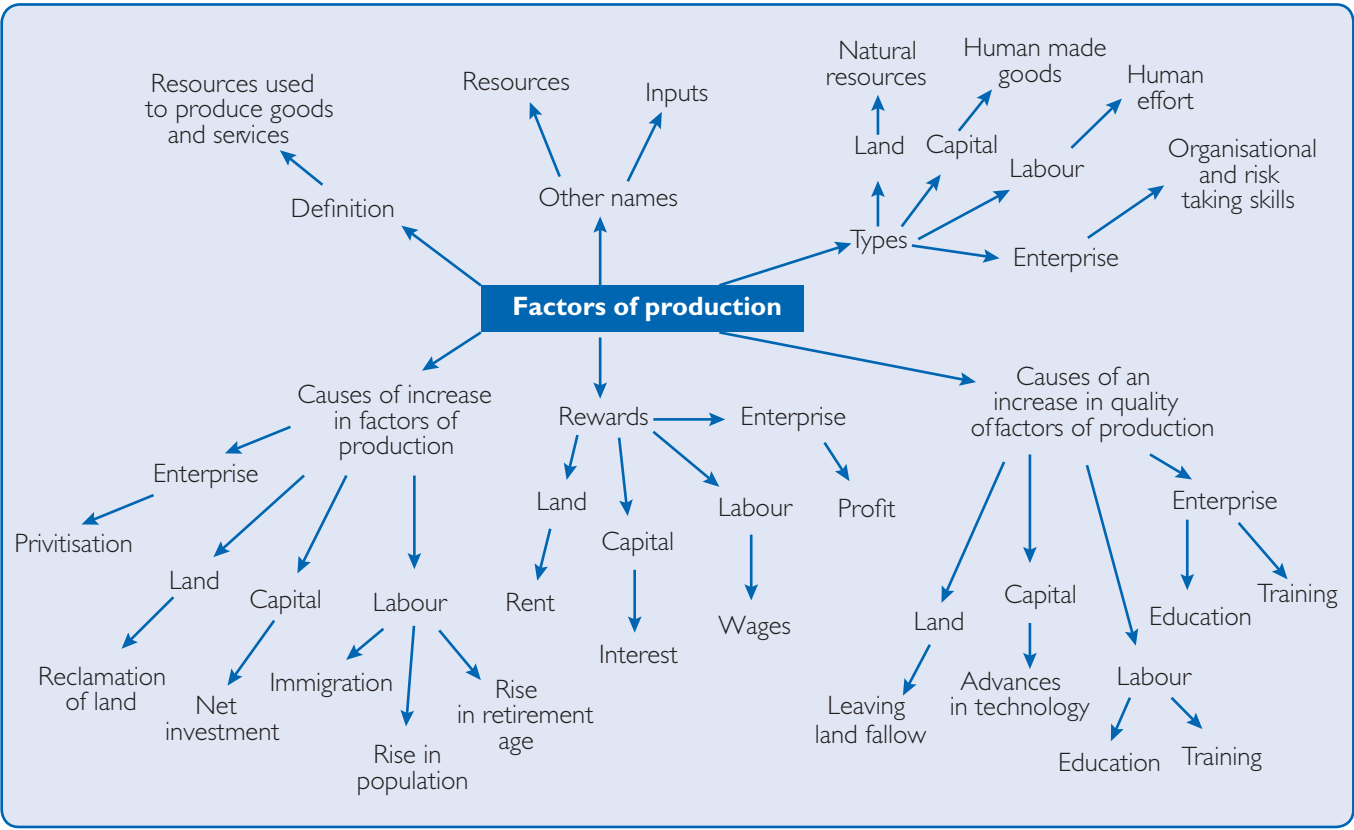 Resources used
to produce goods
and services
Definition
Resources
Inputs
Other names
Natural
resources
Human made
goods
Human
effort
Land
Capital
Labour
Organisational
and risk
taking skills
Types
Enterprise
Factors of production
Causes of increase
in factors of
production
Enterprise
Privitisation
Land
Reclamation
of land
Capital
Net
investment
Labour
Immigration
Rise in
population
Rise
in retirement
age
Rewards
Enterprise
Profit
Land
Rent
Capital
Interest
Labour
Wages
Causes of an
increase in quality
offactors of production
Enterprise
Education
Training
Land
Leaving
land fallow
Capital
Advances
in technology
Labour
Education
Training